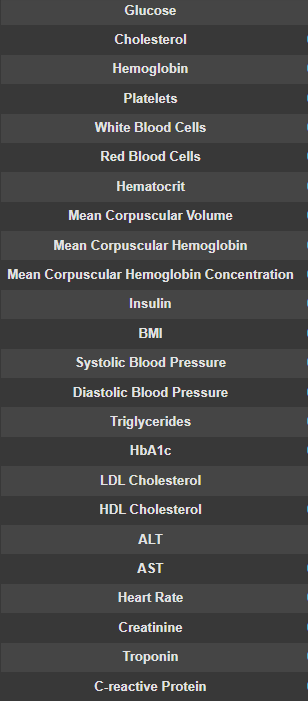 Glucose
Cholesterol
Hemoglobin
Platelets
White Blood Cells
Red Blood Cells
Hematocrit
Mean Corpuscular Volume
Mean Corpuscular Hemoglobin
Mean Corpuscular Hemoglobin Concentration
Insulin
BMI
Systolic Blood Pressure
Diastolic Blood Pressure
Triglycerides
HbA1c
LDL Cholesterol
HDL Cholesterol
ALT
AST
Heart Rate
Creatinine
Troponin
C-reactive Protein